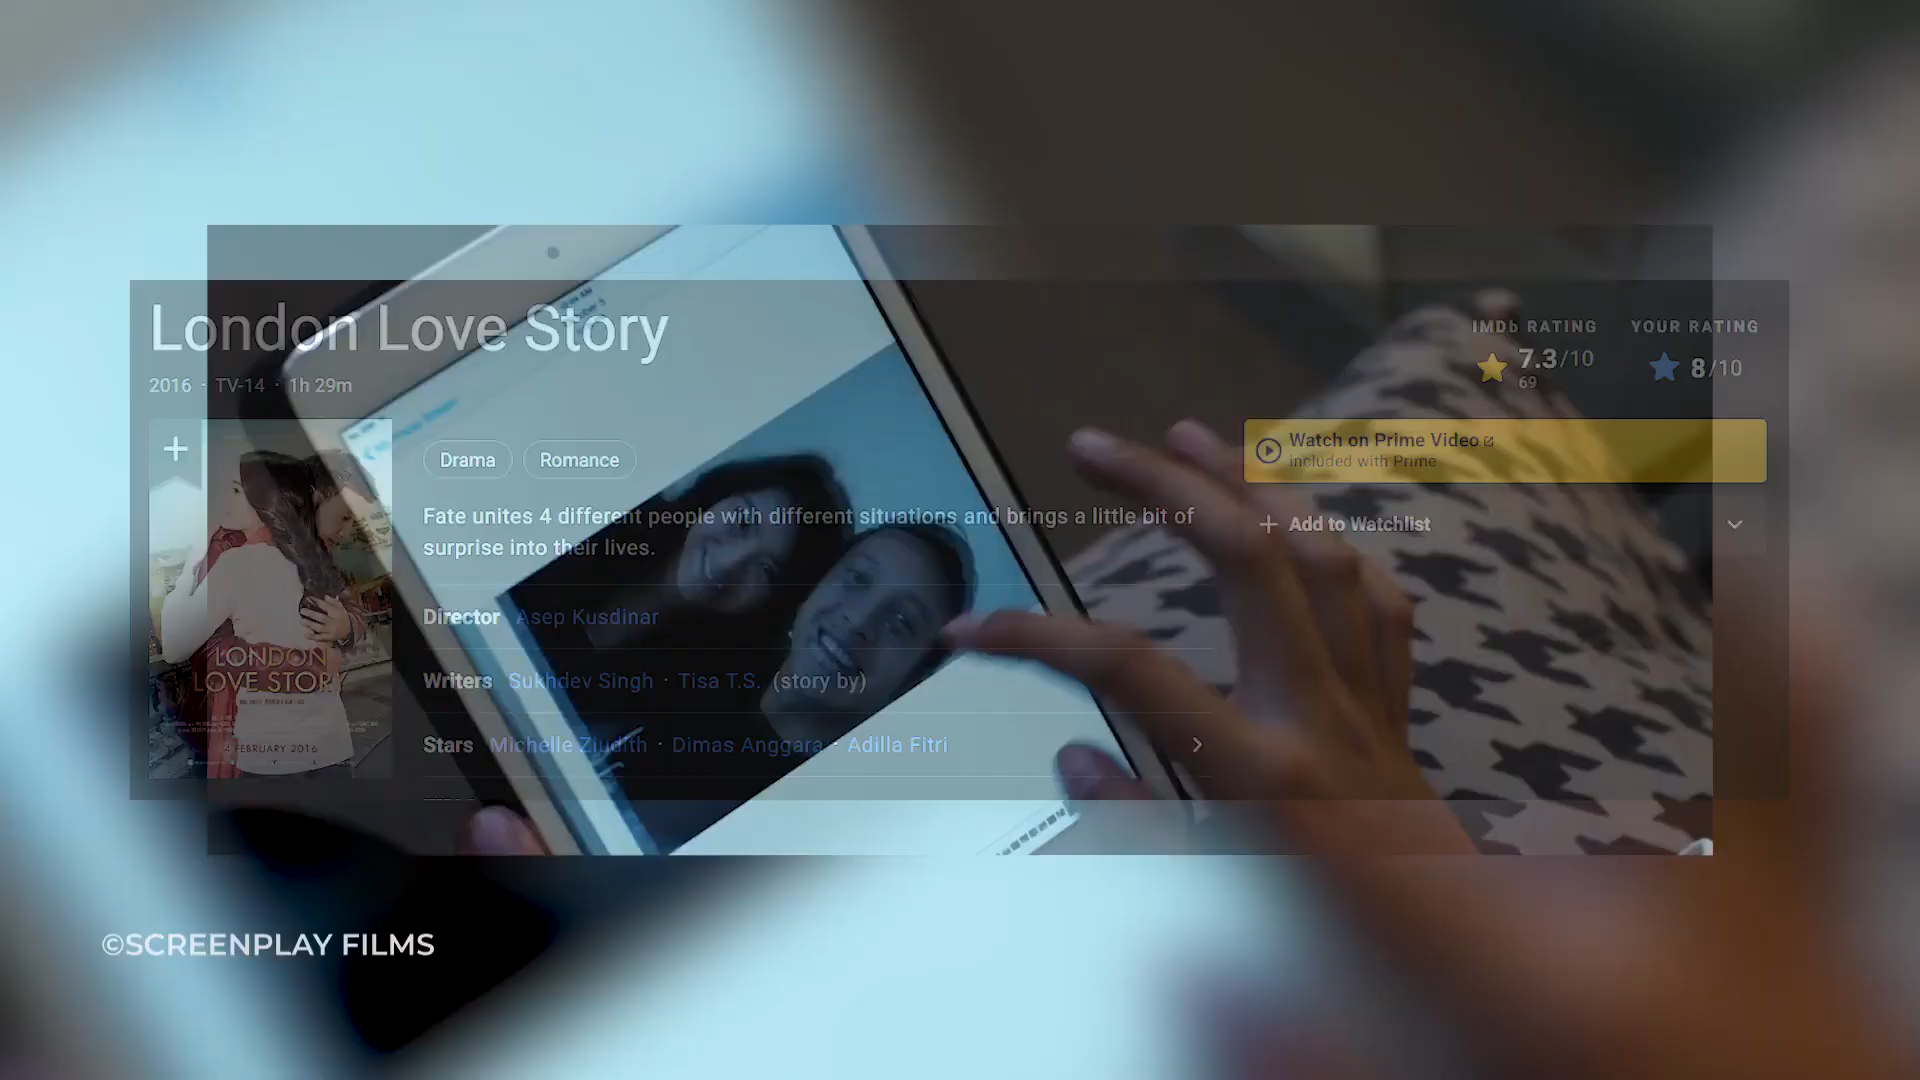 London Love Story
2016 · TV-14 · 1h 29m
IMDb RATING
7.3/10
69
YOUR RATING
8/10
Drama
Romance
Watch on Prime Video
included with Prime
Fate unites 4 different people with different situations and brings a little bit of
surprise into their lives.
Add to Watchlist
Director Asep Kusdinar
Writers Sukhdev Singh · Tisa T.S. (story by)
Stars Michelle Ziudith · Dimas Anggara · Adilla Fitri
LONDON
LOVE STORY
4 FEBRUARY 2016
©SCREENPLAY FILMS